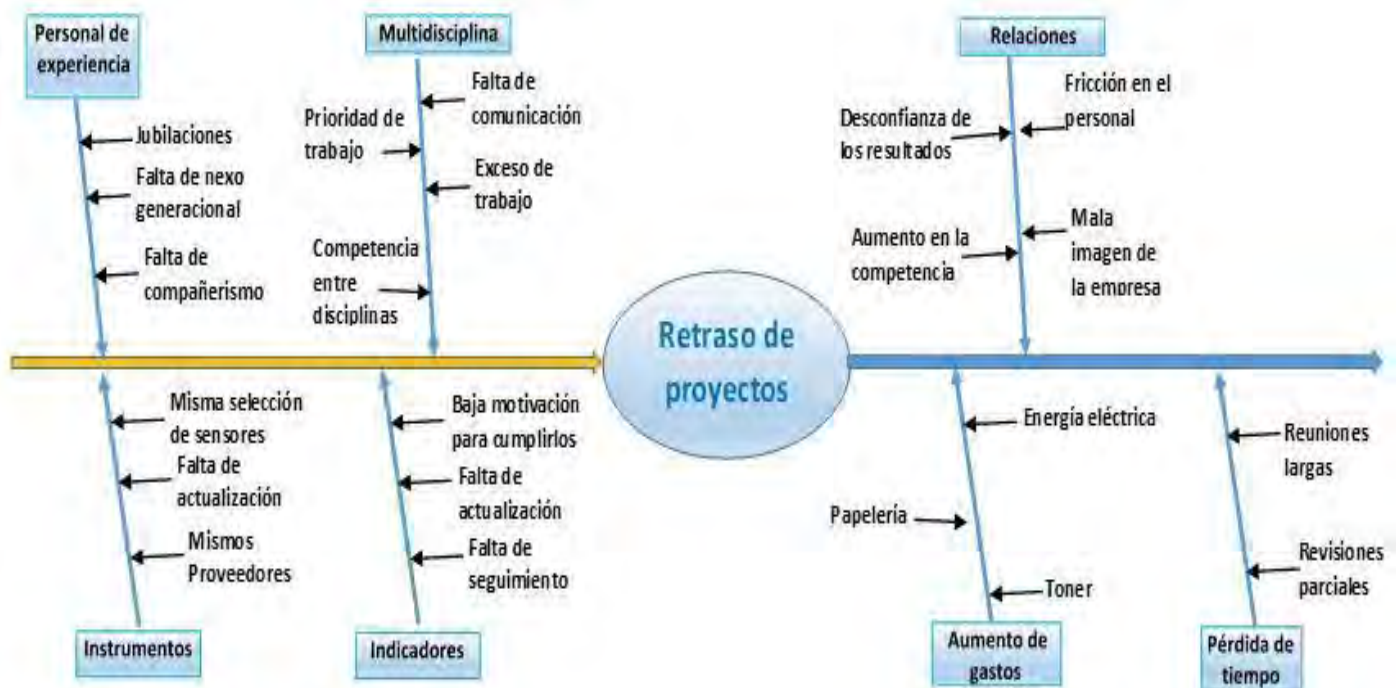 Personal de
experiencia
Jubilaciones
Falta de nexo
generacional
Falta de
compañerismo
Multidisciplina
Falta de
comunicación
Prioridad de
trabajo
Exceso de
trabajo
Competencia
entre
disciplinas
Relaciones
Fricción en el
personal
Desconfianza de
los resultados
Mala
imagen de
la emoresa
Aumento en la
competencia
Retraso de
proyectos
Misma selección
de sensores
Falta de
actualización
Mismos
Proveedores
Instrumentos
Baja motivación
para cumplirlos
Falta de
actualización
Falta de
seguimiento
Indicadores
Energía eléctrica
Papelería
Toner
Aumento de
gastos
Reuniones
largas
Revisiones
parciales
Pérdida de
tiempo